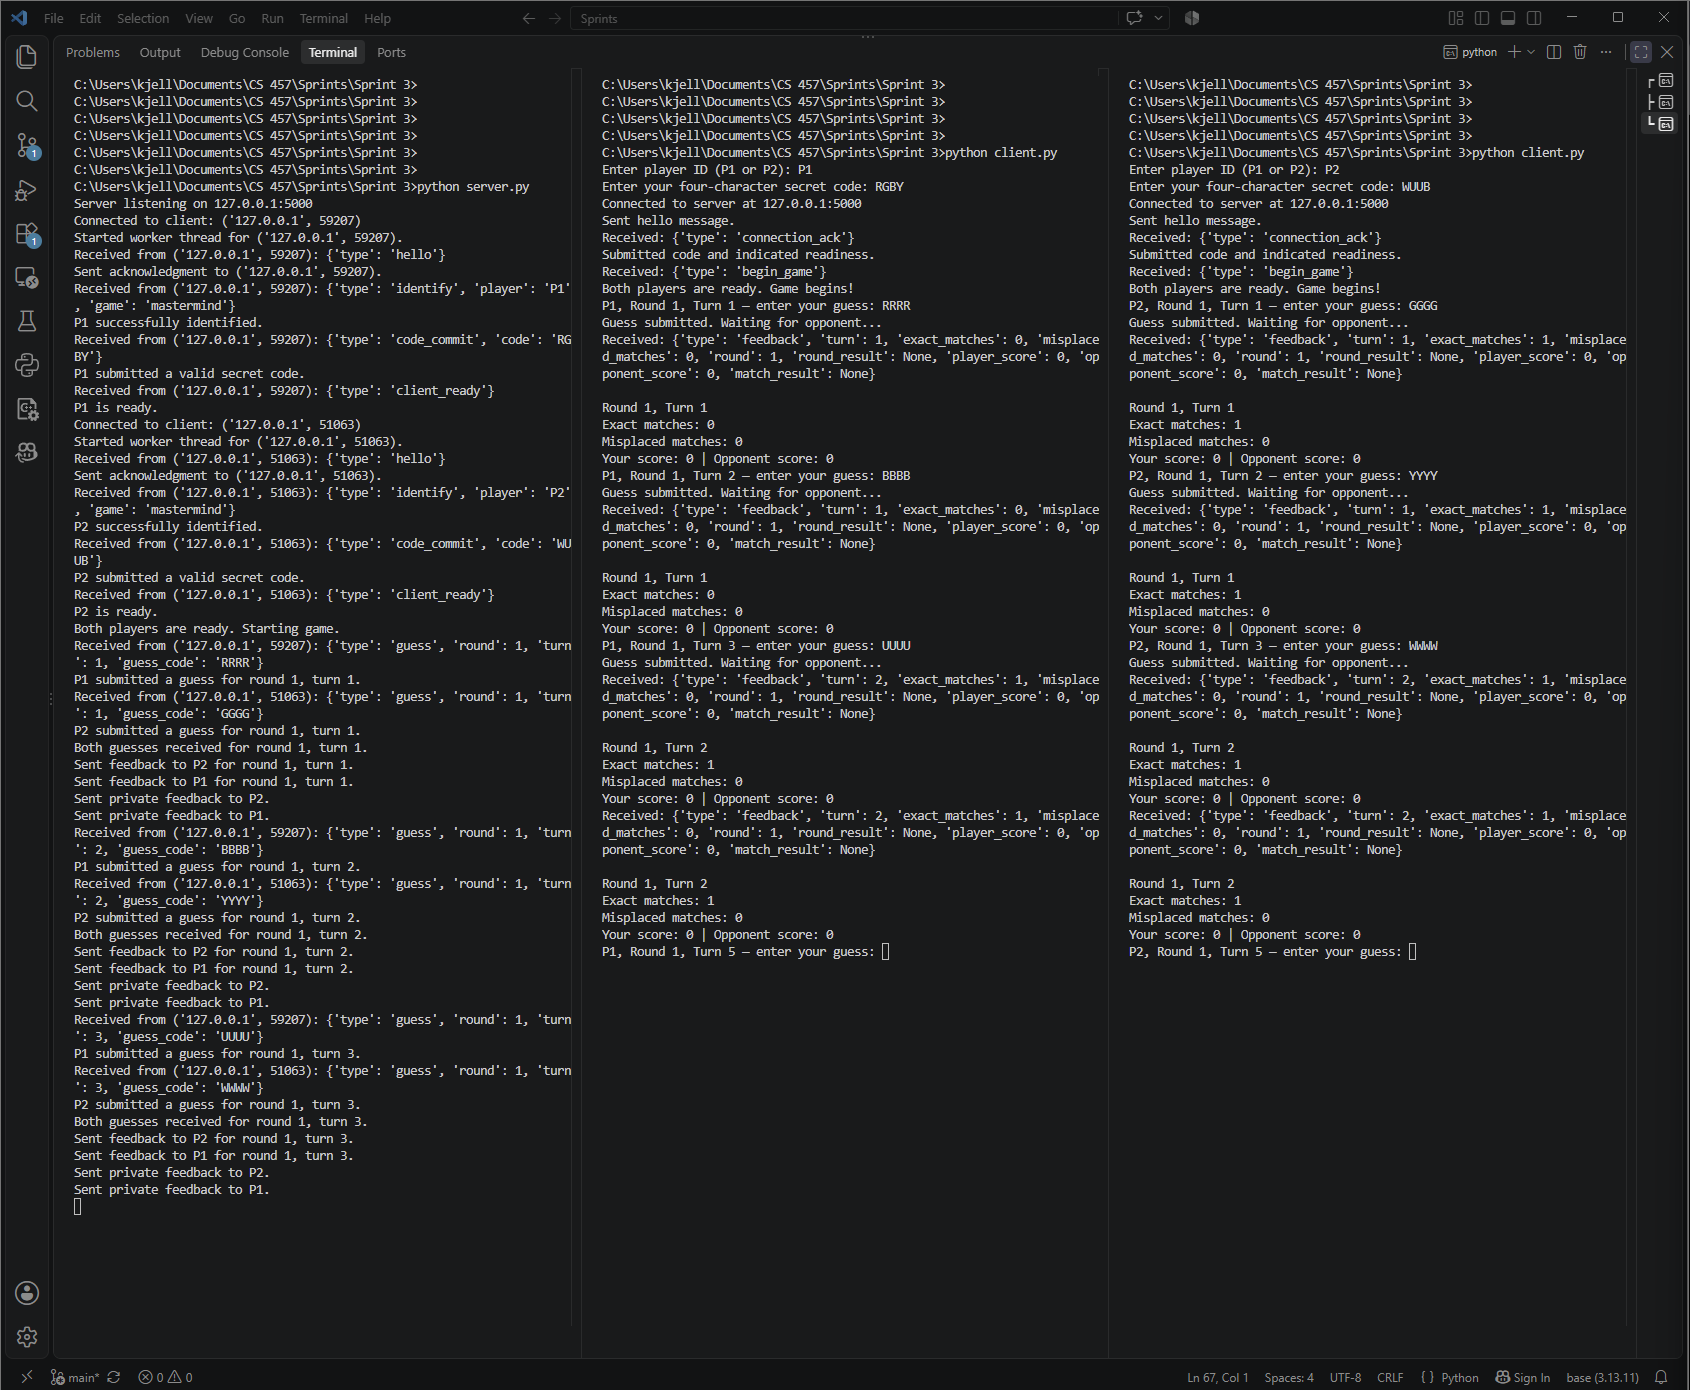 File Edit Selection View Go Run Terminal Help
Sprints
Problems Output Debug Console Terminal Ports
python
C:\Users\kjell\Documents\CS 457\Sprints\Sprint 3>
C:\Users\kjell\Documents\CS 457\Sprints\Sprint 3>
C:\Users\kjell\Documents\CS 457\Sprints\Sprint 3>
C:\Users\kjell\Documents\CS 457\Sprints\Sprint 3>
C:\Users\kjell\Documents\CS 457\Sprints\Sprint 3>
C:\Users\kjell\Documents\CS 457\Sprints\Sprint 3>
C:\Users\kjell\Documents\CS 457\Sprints\Sprint 3>python server.py
Server listening on 127.0.0.1:5000
Connected to client: ('127.0.0.1', 59207)
Started worker thread for ('127.0.0.1', 59207).
Received from ('127.0.0.1', 59207): {'type': 'hello'}
Sent acknowledgment to ('127.0.0.1', 59207).
Received from ('127.0.0.1', 59207): {'type': 'identify', 'player': 'P1'
, 'game': 'mastermind'}
P1 successfully identified.
Received from ('127.0.0.1', 59207): {'type': 'code_commit', 'code': 'RG
BY'}
P1 submitted a valid secret code.
Received from ('127.0.0.1', 59207): {'type': 'client_ready'}
P1 is ready.
Connected to client: ('127.0.0.1', 51063)
Started worker thread for ('127.0.0.1', 51063).
Received from ('127.0.0.1', 51063): {'type': 'hello'}
Sent acknowledgment to ('127.0.0.1', 51063).
Received from ('127.0.0.1', 51063): {'type': 'identify', 'player': 'P2'
, 'game': 'mastermind'}
P2 successfully identified.
Received from ('127.0.0.1', 51063): {'type': 'code_commit', 'code': 'WU
UB'}
P2 submitted a valid secret code.
Received from ('127.0.0.1', 51063): {'type': 'client_ready'}
P2 is ready.
Both players are ready. Starting game.
Received from ('127.0.0.1', 59207): {'type': 'guess', 'round': 1, 'turn
': 1, 'guess_code': 'RRRR'}
P1 submitted a guess for round 1, turn 1.
Received from ('127.0.0.1', 51063): {'type': 'guess', 'round': 1, 'turn
': 1, 'guess_code': 'GGGG'}
P2 submitted a guess for round 1, turn 1.
Both guesses received for round 1, turn 1.
Sent feedback to P2 for round 1, turn 1.
Sent feedback to P1 for round 1, turn 1.
Sent private feedback to P2.
Sent private feedback to P1.
Received from ('127.0.0.1', 59207): {'type': 'guess', 'round': 1, 'turn
': 2, 'guess_code': 'BBBB'}
P1 submitted a guess for round 1, turn 2.
Received from ('127.0.0.1', 51063): {'type': 'guess', 'round': 1, 'turn
': 2, 'guess_code': 'YYYY'}
P2 submitted a guess for round 1, turn 2.
Both guesses received for round 1, turn 2.
Sent feedback to P2 for round 1, turn 2.
Sent feedback to P1 for round 1, turn 2.
Sent private feedback to P2.
Sent private feedback to P1.
Received from ('127.0.0.1', 59207): {'type': 'guess', 'round': 1, 'turn
': 3, 'guess_code': 'UUUU'}
P1 submitted a guess for round 1, turn 3.
Received from ('127.0.0.1', 51063): {'type': 'guess', 'round': 1, 'turn
': 3, 'guess_code': 'WWWW'}
P2 submitted a guess for round 1, turn 3.
Both guesses received for round 1, turn 3.
Sent feedback to P2 for round 1, turn 3.
Sent feedback to P1 for round 1, turn 3.
Sent private feedback to P2.
Sent private feedback to P1.
C:\Users\kjell\Documents\CS 457\Sprints\Sprint 3>
C:\Users\kjell\Documents\CS 457\Sprints\Sprint 3>
C:\Users\kjell\Documents\CS 457\Sprints\Sprint 3>
C:\Users\kjell\Documents\CS 457\Sprints\Sprint 3>
C:\Users\kjell\Documents\CS 457\Sprints\Sprint 3>python client.py
Enter player ID (P1 or P2): P1
Enter your four-character secret code: RGBY
Connected to server at 127.0.0.1:5000
Sent hello message.
Received: {'type': 'connection_ack'}
Submitted code and indicated readiness.
Received: {'type': 'begin_game'}
Both players are ready. Game begins!
P1, Round 1, Turn 1 — enter your guess: RRRR
Guess submitted. Waiting for opponent...
Received: {'type': 'feedback', 'turn': 1, 'exact_matches': 0, 'misplace
d_matches': 0, 'round': 1, 'round_result': None, 'player_score': 0, 'op
ponent_score': 0, 'match_result': None}
Round 1, Turn 1
Exact matches: 0
Misplaced matches: 0
Your score: 0 | Opponent score: 0
P1, Round 1, Turn 2 — enter your guess: BBBB
Guess submitted. Waiting for opponent...
Received: {'type': 'feedback', 'turn': 1, 'exact_matches': 0, 'misplace
d_matches': 0, 'round': 1, 'round_result': None, 'player_score': 0, 'op
ponent_score': 0, 'match_result': None}
Round 1, Turn 1
Exact matches: 0
Misplaced matches: 0
Your score: 0 | Opponent score: 0
P1, Round 1, Turn 3 — enter your guess: UUUU
Guess submitted. Waiting for opponent...
Received: {'type': 'feedback', 'turn': 2, 'exact_matches': 1, 'misplace
d_matches': 0, 'round': 1, 'round_result': None, 'player_score': 0, 'op
ponent_score': 0, 'match_result': None}
Round 1, Turn 2
Exact matches: 1
Misplaced matches: 0
Your score: 0 | Opponent score: 0
Received: {'type': 'feedback', 'turn': 2, 'exact_matches': 1, 'misplace
d_matches': 0, 'round': 1, 'round_result': None, 'player_score': 0, 'op
ponent_score': 0, 'match_result': None}
Round 1, Turn 2
Exact matches: 1
Misplaced matches: 0
Your score: 0 | Opponent score: 0
P1, Round 1, Turn 5 — enter your guess:
C:\Users\kjell\Documents\CS 457\Sprints\Sprint 3>
C:\Users\kjell\Documents\CS 457\Sprints\Sprint 3>
C:\Users\kjell\Documents\CS 457\Sprints\Sprint 3>
C:\Users\kjell\Documents\CS 457\Sprints\Sprint 3>
C:\Users\kjell\Documents\CS 457\Sprints\Sprint 3>python client.py
Enter player ID (P1 or P2): P2
Enter your four-character secret code: WUUB
Connected to server at 127.0.0.1:5000
Sent hello message.
Received: {'type': 'connection_ack'}
Submitted code and indicated readiness.
Received: {'type': 'begin_game'}
Both players are ready. Game begins!
P2, Round 1, Turn 1 — enter your guess: GGGG
Guess submitted. Waiting for opponent...
Received: {'type': 'feedback', 'turn': 1, 'exact_matches': 1, 'misplace
d_matches': 0, 'round': 1, 'round_result': None, 'player_score': 0, 'op
ponent_score': 0, 'match_result': None}
Round 1, Turn 1
Exact matches: 1
Misplaced matches: 0
Your score: 0 | Opponent score: 0
P2, Round 1, Turn 2 — enter your guess: YYYY
Guess submitted. Waiting for opponent...
Received: {'type': 'feedback', 'turn': 1, 'exact_matches': 1, 'misplace
d_matches': 0, 'round': 1, 'round_result': None, 'player_score': 0, 'op
ponent_score': 0, 'match_result': None}
Round 1, Turn 1
Exact matches: 1
Misplaced matches: 0
Your score: 0 | Opponent score: 0
P2, Round 1, Turn 3 — enter your guess: WWWW
Guess submitted. Waiting for opponent...
Received: {'type': 'feedback', 'turn': 2, 'exact_matches': 1, 'misplace
d_matches': 0, 'round': 1, 'round_result': None, 'player_score': 0, 'op
ponent_score': 0, 'match_result': None}
Round 1, Turn 2
Exact matches: 1
Misplaced matches: 0
Your score: 0 | Opponent score: 0
Received: {'type': 'feedback', 'turn': 2, 'exact_matches': 1, 'misplace
d_matches': 0, 'round': 1, 'round_result': None, 'player_score': 0, 'op
ponent_score': 0, 'match_result': None}
Round 1, Turn 2
Exact matches: 1
Misplaced matches: 0
Your score: 0 | Opponent score: 0
P2, Round 1, Turn 5 — enter your guess:
1
1
main* 0 0 Ln 67, Col 1 Spaces: 4 UTF-8 CRLF { } Python Sign In base (3.13.11)